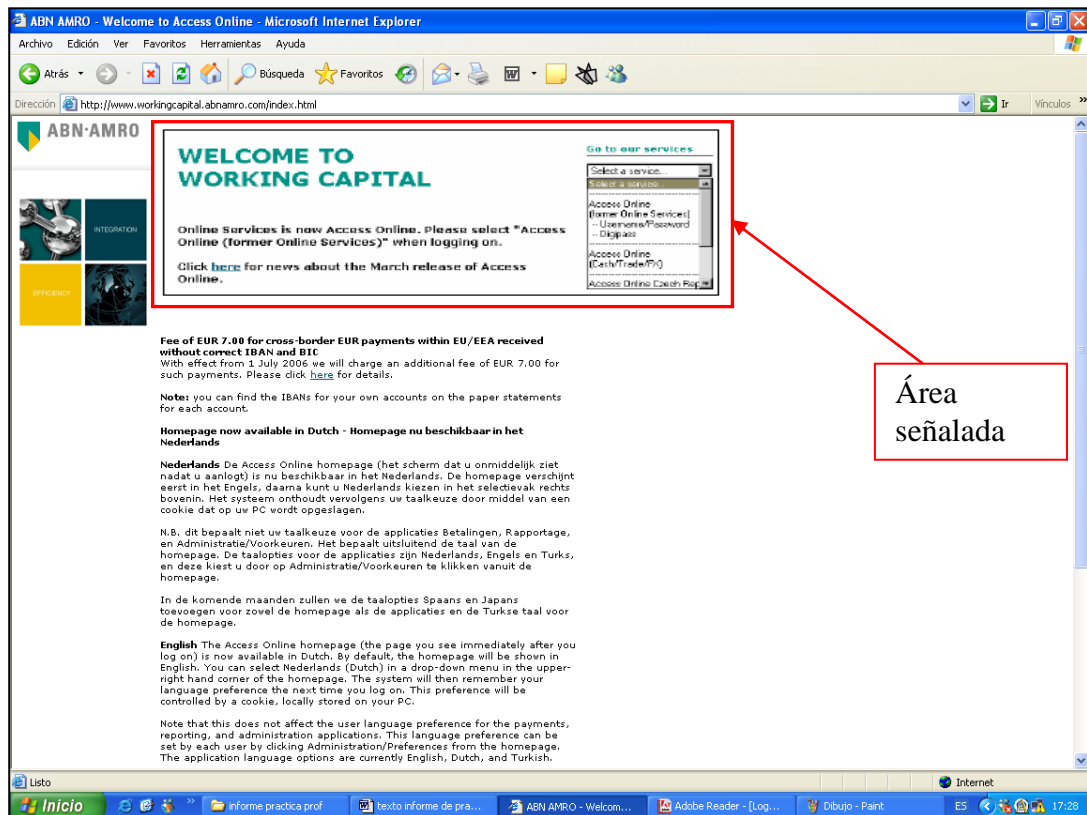 ABN AMRO - Welcome to Access Online - Microsoft Internet Explorer
Archivo Edición Ver Favoritos Herramientas Ayuda
Atrás Búsqueda Favoritos
Dirección http://www.workingcapital.abnamro.com/index.html Ir Vínculos »
ABN·AMRO
INTEGRATION
EFFICIENCY
WELCOME TO
WORKING CAPITAL
Online Services is now Access Online. Please select "Access
Online (former Online Services)" when logging on.
Click here for news about the March release of Access
Online.
Go to our services
Select a service...
Select a service...
Access Online
(former Online Services)
-- Username/Password
-- Digipass
Access Online
(Cash/Trade/FX)
Access Online Czech Rep
Área
señalada
Fee of EUR 7.00 for cross-border EUR payments within EU/EEA received
without correct IBAN and BIC
With effect from 1 July 2006 we will charge an additional fee of EUR 7.00 for
such payments. Please click here for details.
Note: you can find the IBANs for your own accounts on the paper statements
for each account.
Homepage now available in Dutch - Homepage nu beschikbaar in het
Nederlands
Nederlands De Access Online homepage (het scherm dat u onmiddelijk ziet
nadat u aanlogt) is nu beschikbaar in het Nederlands. De homepage verschijnt
eerst in het Engels, daarna kunt u Nederlands kiezen in het selectievak rechts
bovenin. Het systeem onthoudt vervolgens uw taalkeuze door middel van een
cookie dat op uw PC wordt opgeslagen.
N.B. dit bepaalt niet uw taalkeuze voor de applicaties Betalingen, Rapportage,
en Administratie/Voorkeuren. Het bepaalt uitsluitend de taal van de
homepage. De taalopties voor de applicaties zijn Nederlands, Engels en Turks,
en deze kiest u door op Administratie/Voorkeuren te klikken vanuit de
homepage.
In de komende maanden zullen we de taalopties Spaans en Japans
toevoegen voor zowel de homepage als de applicaties en de Turkse taal voor
de homepage.
English The Access Online homepage (the page you see immediately after you
log on) is now available in Dutch. By default, the homepage will be shown in
English. You can select Nederlands (Dutch) in a drop-down menu in the upper-
right hand corner of the homepage. The system will then remember your
language preference the next time you log on. This preference will be
controlled by a cookie, locally stored on your PC.
Note that this does not affect the user language preference for the payments,
reporting, and administration applications. This language preference can be
set by each user by clicking Administration/Preferences from the homepage.
The application language options are currently English, Dutch, and Turkish.
Listo Internet
Inicio » informe practica prof texto informe de pra... ABN AMRO - Welcom... Adobe Reader - [Log... Dibujo - Paint ES 17:28